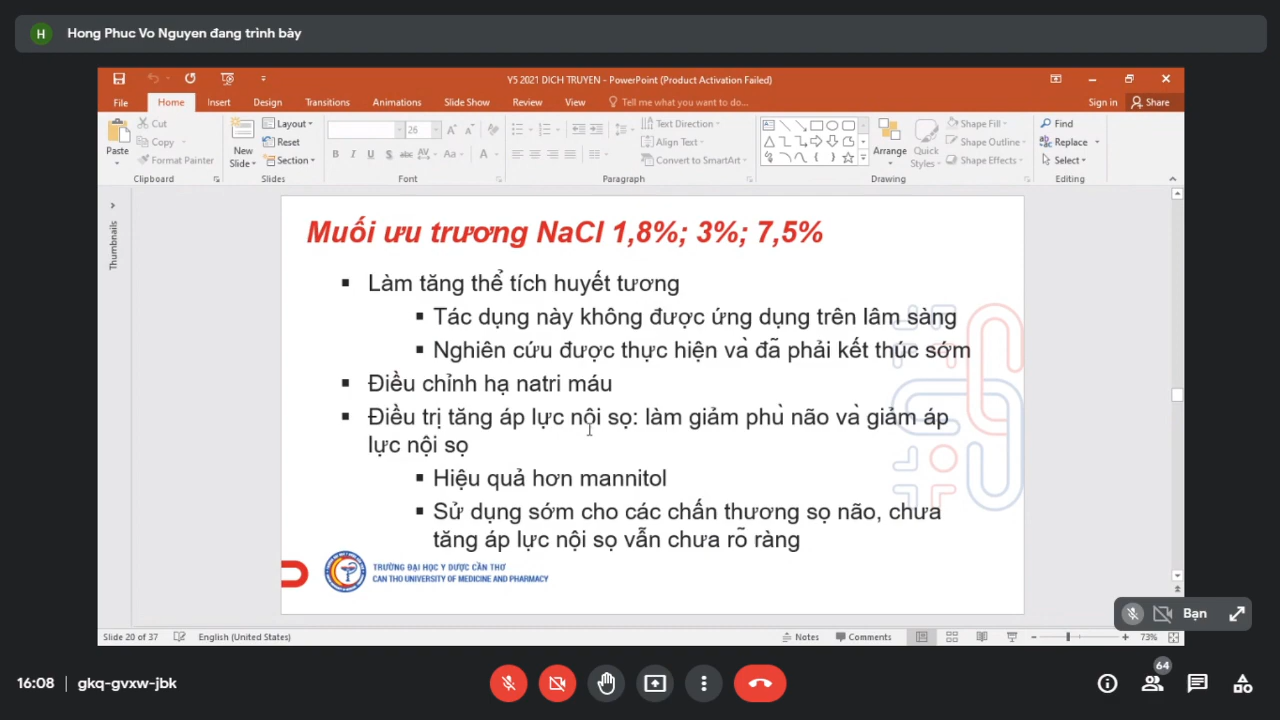 H Hong Phuc Vo Nguyen đang trình bày
Y5 2021 DICH TRUYEN - PowerPoint (Product Activation Failed)
File Home Insert Design Transitions Animations Slide Show Review View Tell me what you want to do... Sign in Share
Paste Cut Copy Format Painter
Clipboard
New Slide Layout Reset Section
Slides
26
B I U S abc AV Aa A
Font
Text Direction Align Text Convert to SmartArt
Paragraph
Arrange Quick Styles Shape Fill Shape Outline Shape Effects
Drawing
Find Replace Select
Editing
Thumbnails
Muối ưu trương NaCl 1,8%; 3%; 7,5%
Làm tăng thể tích huyết tương
Tác dụng này không được ứng dụng trên lâm sàng
Nghiên cứu được thực hiện và đã phải kết thúc sớm
Điều chỉnh hạ natri máu
Điều trị tăng áp lực nội sọ: làm giảm phù não và giảm áp
lực nội sọ
Hiệu quả hơn mannitol
Sử dụng sớm cho các chấn thương sọ não, chưa
tăng áp lực nội sọ vẫn chưa rõ ràng
TRƯỜNG ĐẠI HỌC Y DƯỢC CẦN THƠ
CAN THO UNIVERSITY OF MEDICINE AND PHARMACY
Bạn
Slide 20 of 37 English (United States) Notes Comments 73%
64
16:08 | gkq-gvxw-jbk